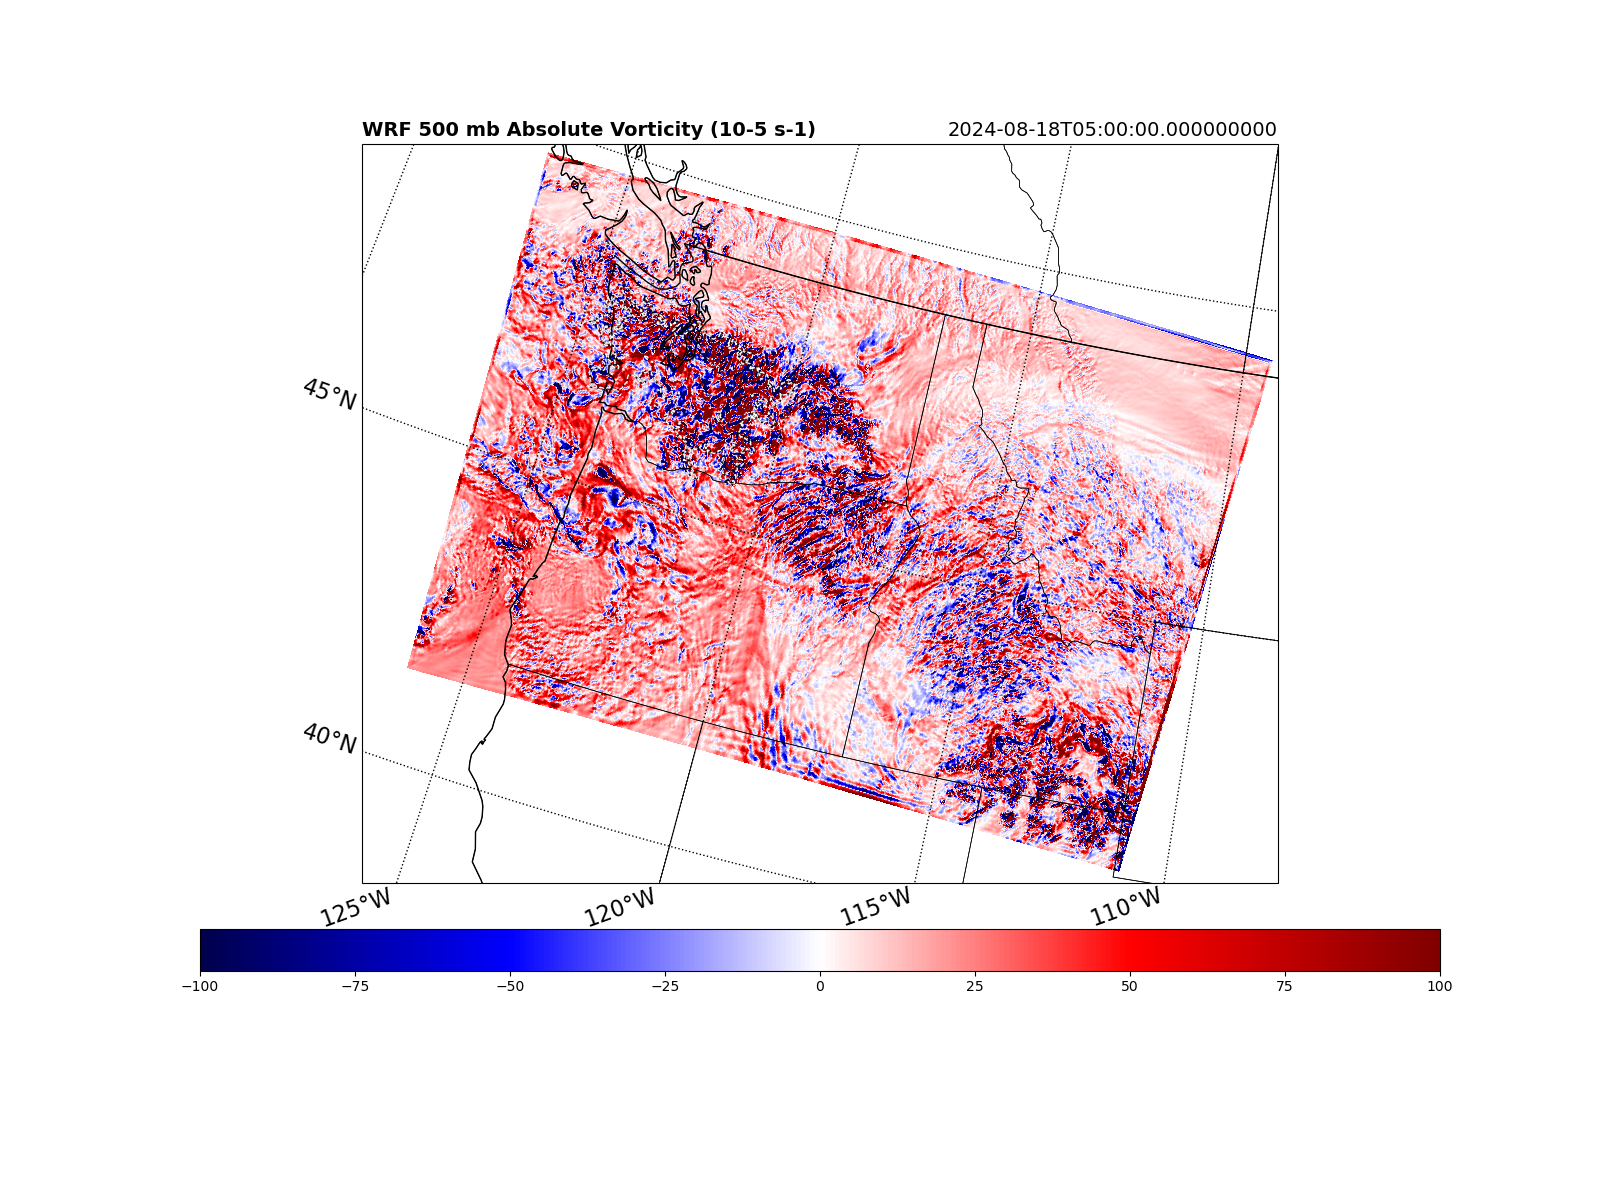 WRF 500 mb Absolute Vorticity (10-5 s-1) 2024-08-18T05:00:00.000000000
45°N
40°N
125°W 120°W 115°W 110°W
−100 −75 −50 −25 0 25 50 75 100